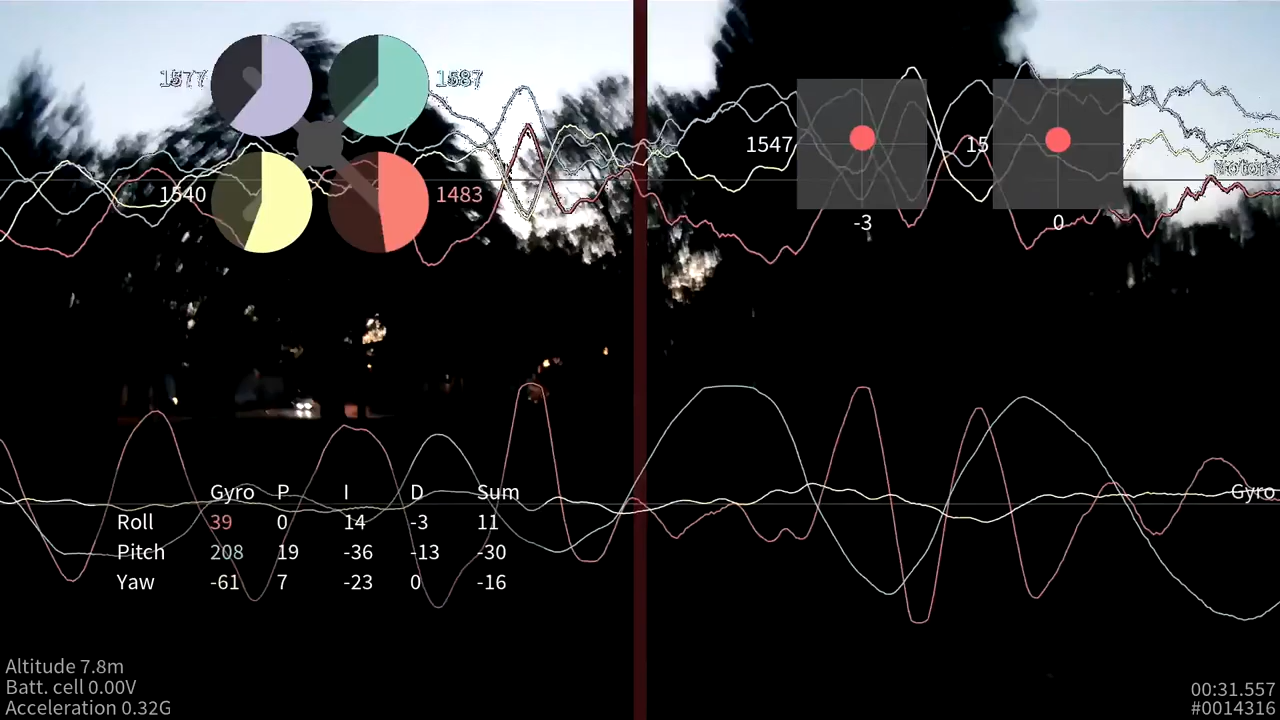 1577 1587
1540 1483
1547 15
-3 0
Motors
Gyro P I D Sum
Gyro
Roll 39 0 14 -3 11
Pitch 208 19 -36 -13 -30
Yaw -61 7 -23 0 -16
Altitude 7.8m
Batt. cell 0.00V
Acceleration 0.32G
00:31.557
#0014316